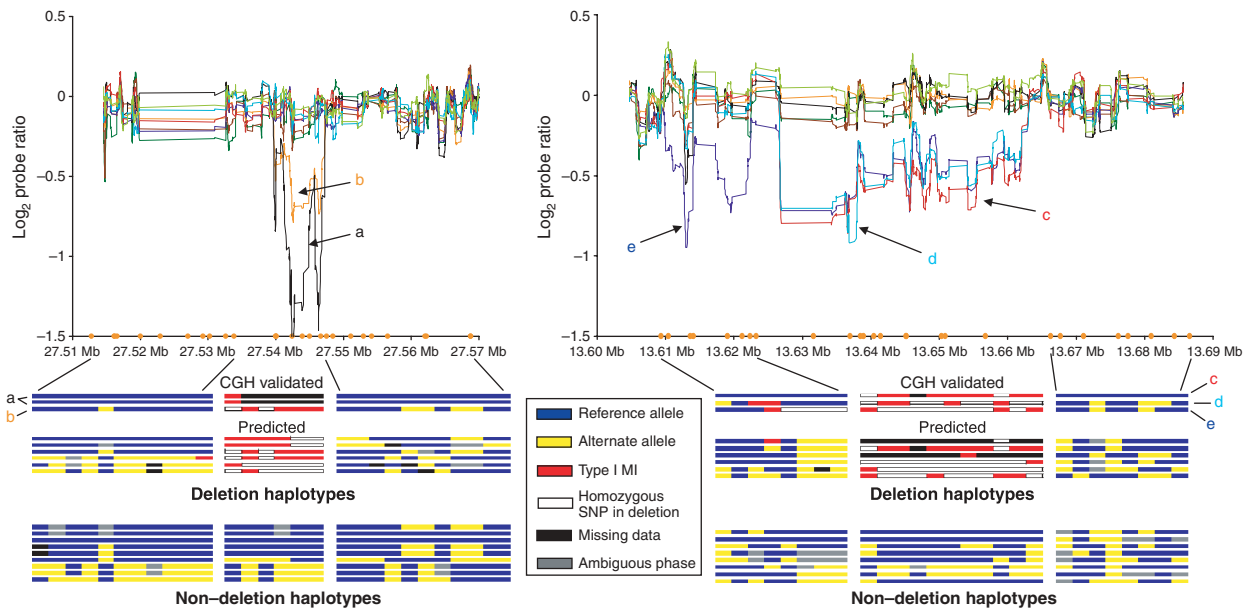 0.5
0
−0.5
−1
−1.5
Log2 probe ratio
b
a
27.51 Mb 27.52 Mb 27.53 Mb 27.54 Mb 27.55 Mb 27.56 Mb 27.57 Mb
0.5
0
−0.5
−1
−1.5
Log2 probe ratio
e
d
c
13.60 Mb 13.61 Mb 13.62 Mb 13.63 Mb 13.64 Mb 13.65 Mb 13.66 Mb 13.67 Mb 13.68 Mb 13.69 Mb
CGH validated
a
b
Predicted
Deletion haplotypes
Non–deletion haplotypes
Reference allele
Alternate allele
Type I MI
Homozygous
SNP in deletion
Missing data
Ambiguous phase
CGH validated
c
d
e
Predicted
Deletion haplotypes
Non–deletion haplotypes